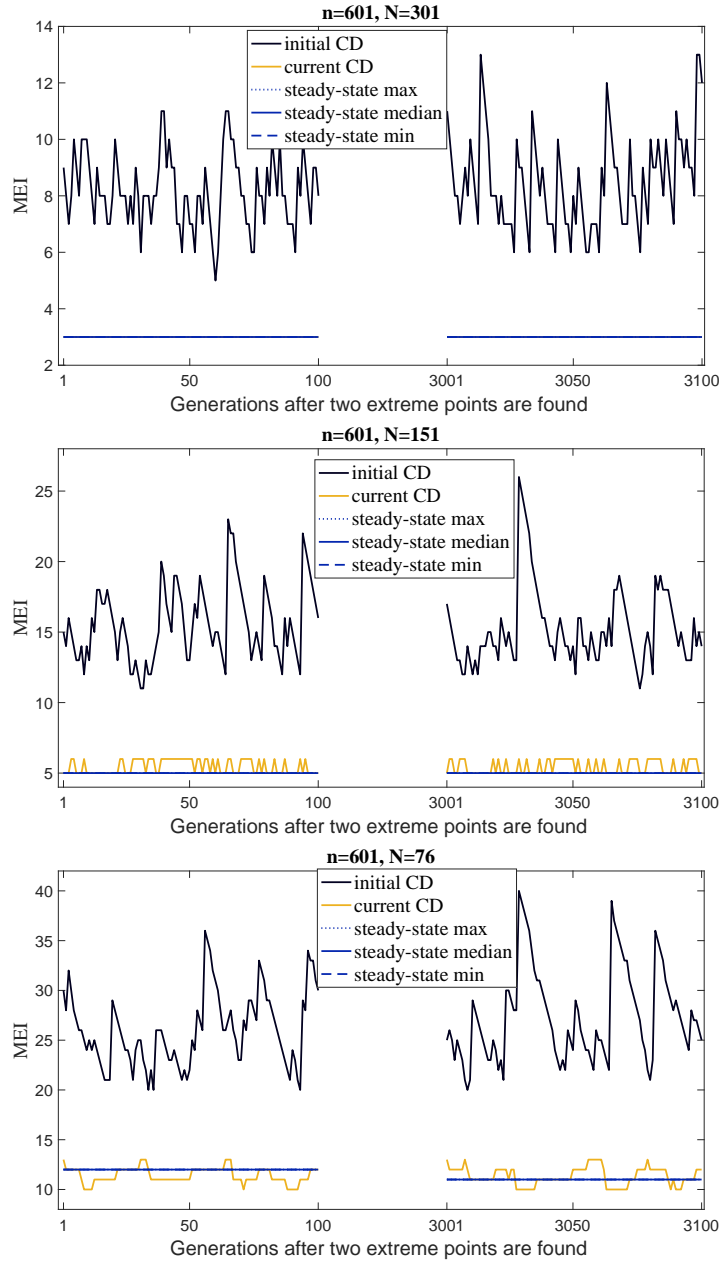 n=601, N=301
14
12
10
8
6
4
2
MEI
initial CD
current CD
steady-state max
steady-state median
steady-state min
1 50 100 3001 3050 3100
Generations after two extreme points are found
n=601, N=151
25
20
15
10
5
MEI
initial CD
current CD
steady-state max
steady-state median
steady-state min
1 50 100 3001 3050 3100
Generations after two extreme points are found
n=601, N=76
40
35
30
25
20
15
10
MEI
initial CD
current CD
steady-state max
steady-state median
steady-state min
1 50 100 3001 3050 3100
Generations after two extreme points are found